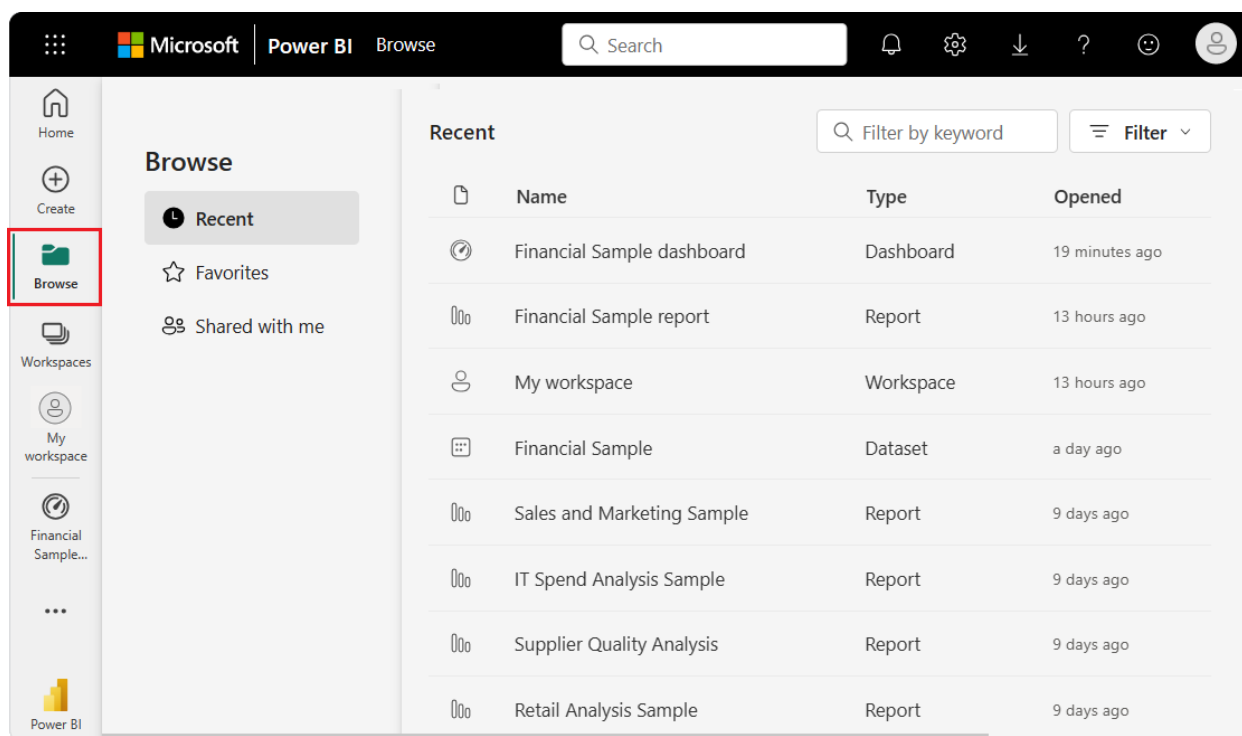 Microsoft Power BI Browse Search
Home
Create
Browse
Workspaces
My
workspace
Financial
Sample...
Power BI
Browse
Recent
Favorites
Shared with me
Recent Filter by keyword Filter
Name Type Opened
Financial Sample dashboard Dashboard 19 minutes ago
Financial Sample report Report 13 hours ago
My workspace Workspace 13 hours ago
Financial Sample Dataset a day ago
Sales and Marketing Sample Report 9 days ago
IT Spend Analysis Sample Report 9 days ago
Supplier Quality Analysis Report 9 days ago
Retail Analysis Sample Report 9 days ago